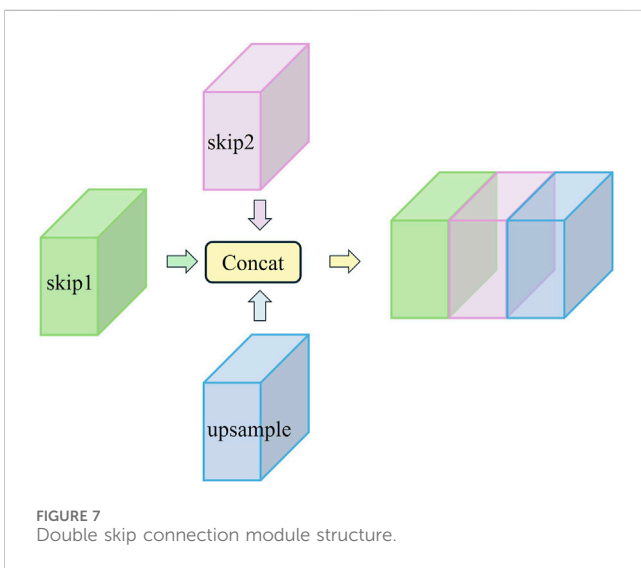 skip2
skip1
Concat
upsample
FIGURE 7
Double skip connection module structure.